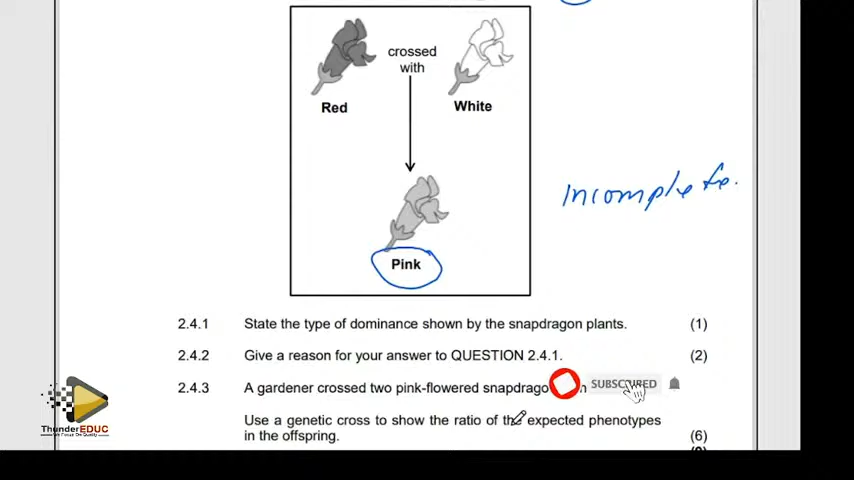 crossed
with
Red
White
Incomplete.
Pink
2.4.1 State the type of dominance shown by the snapdragon plants. (1)
2.4.2 Give a reason for your answer to QUESTION 2.4.1. (2)
2.4.3 A gardener crossed two pink-flowered
SUBSCRIBED
Use a genetic cross to show the ratio of the expected phenotypes
in the offspring. (6)
ThunderEDUC